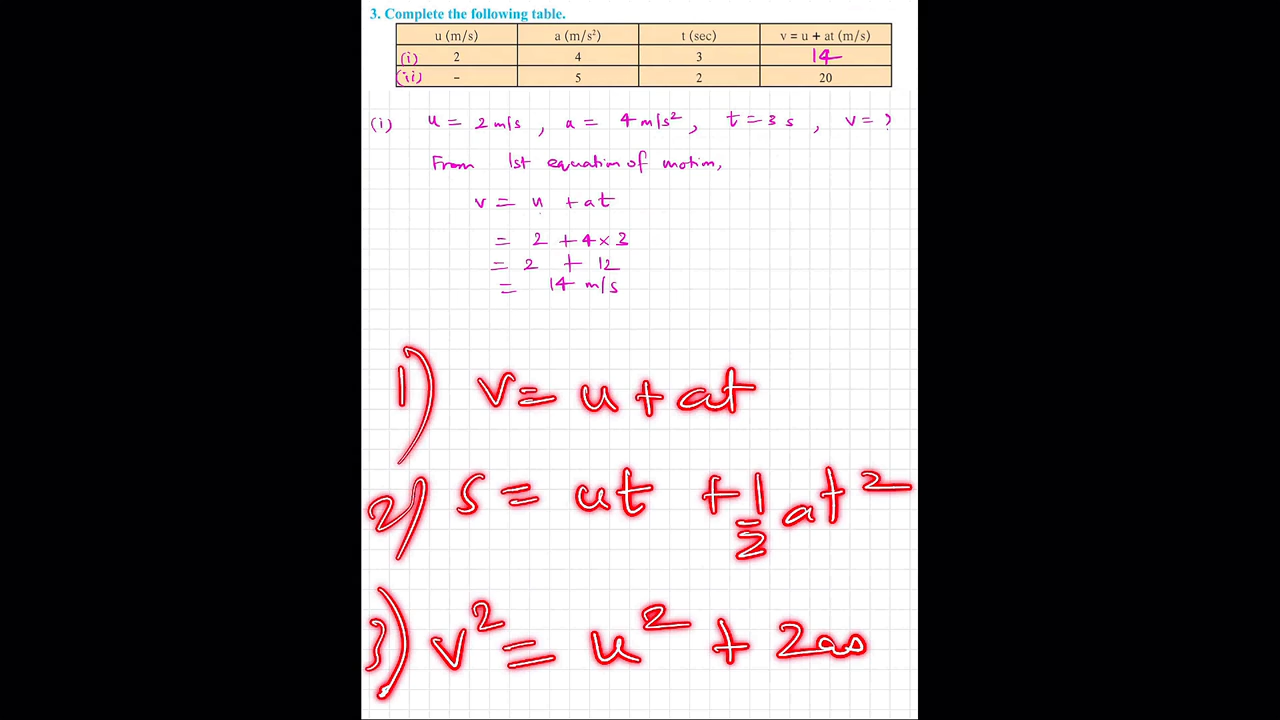 3. Complete the following table.
u (m/s) a (m/s²) t (sec) v = u + at (m/s)
(i) 2 4 3 14
(ii) - 5 2 20
(i) u = 2 m/s , a = 4 m/s² , t = 3 s , v = ?
From 1st equation of motion,
v = u + at
= 2 + 4 × 3
= 2 + 12
= 14 m/s
1) v = u + at
2) s = ut + 1/2 at²
3) v² = u² + 2as